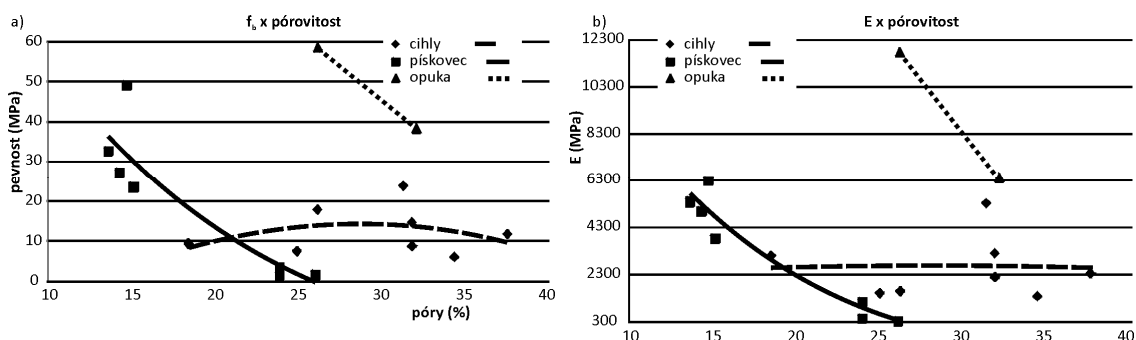 a)
f_b x pórovitost
60
50
40
30
20
10
0
10
15
20
25
30
35
40
pevnost (MPa)
póry (%)
cihly
pískovec
opuka
b)
E x pórovitost
12300
10300
8300
6300
4300
2300
300
10
15
20
25
30
35
40
E (MPa)
cihly
pískovec
opuka